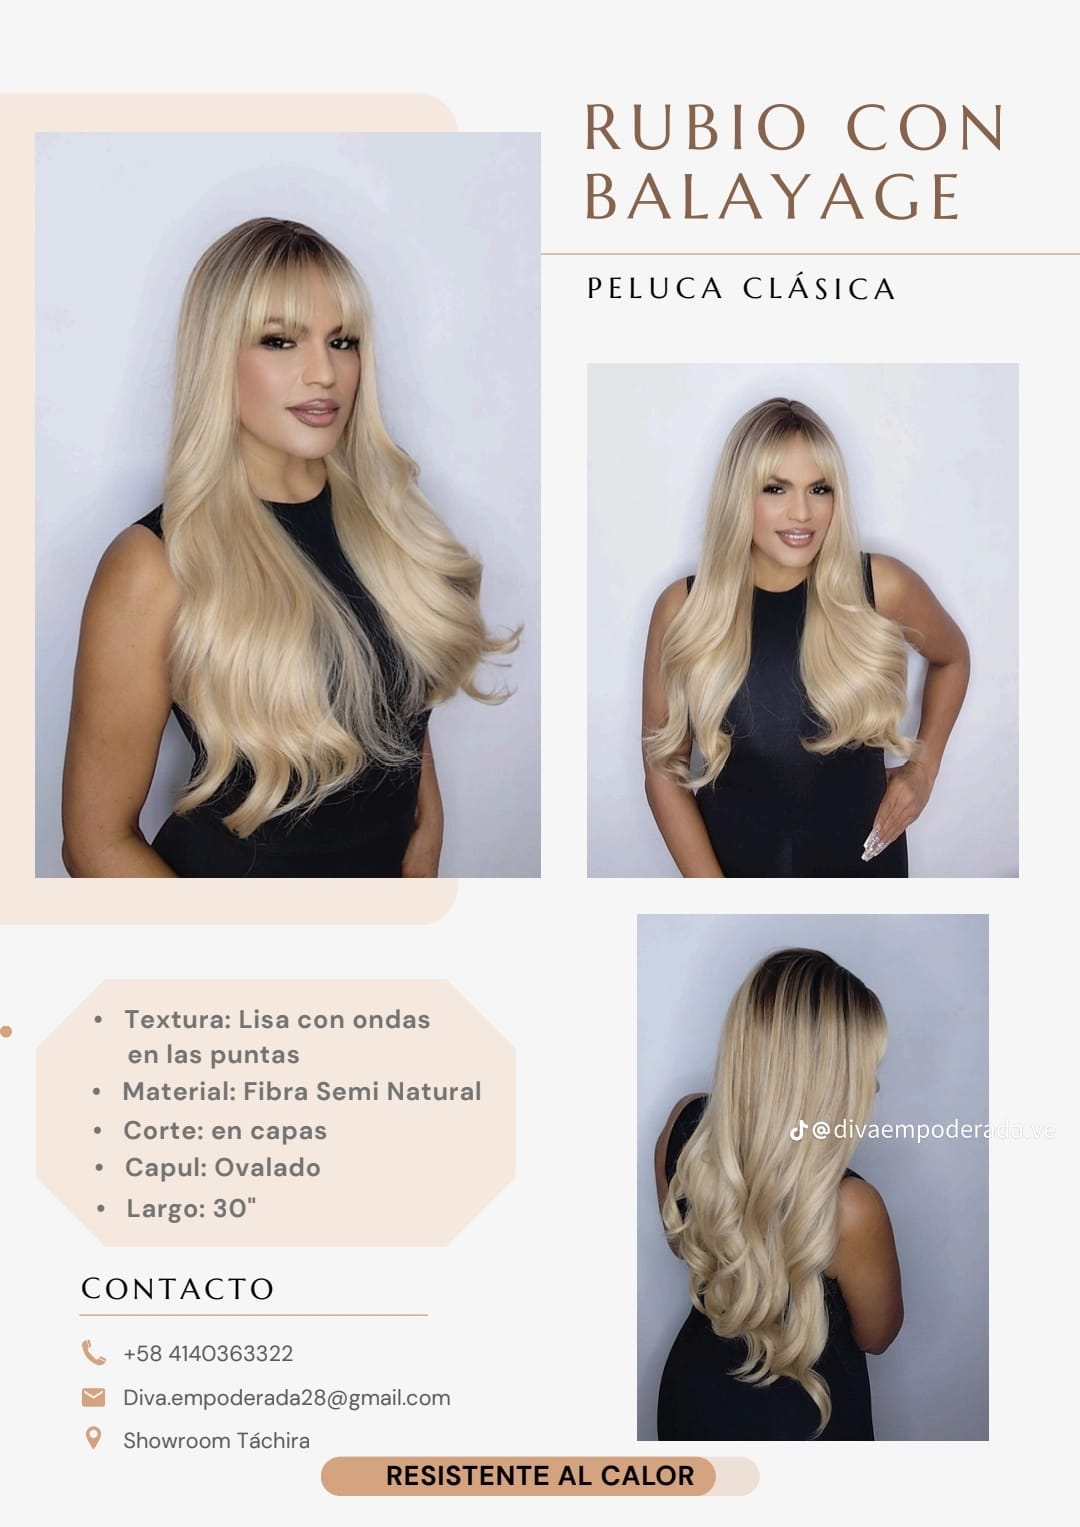 RUBIO CON
BALAYAGE
PELUCA CLÁSICA
• Textura: Lisa con ondas
en las puntas
• Material: Fibra Semi Natural
• Corte: en capas
• Capul: Ovalado
• Largo: 30"
@divaempoderada.ve
CONTACTO
+58 4140363322
Diva.empoderada28@gmail.com
Showroom Táchira
RESISTENTE AL CALOR